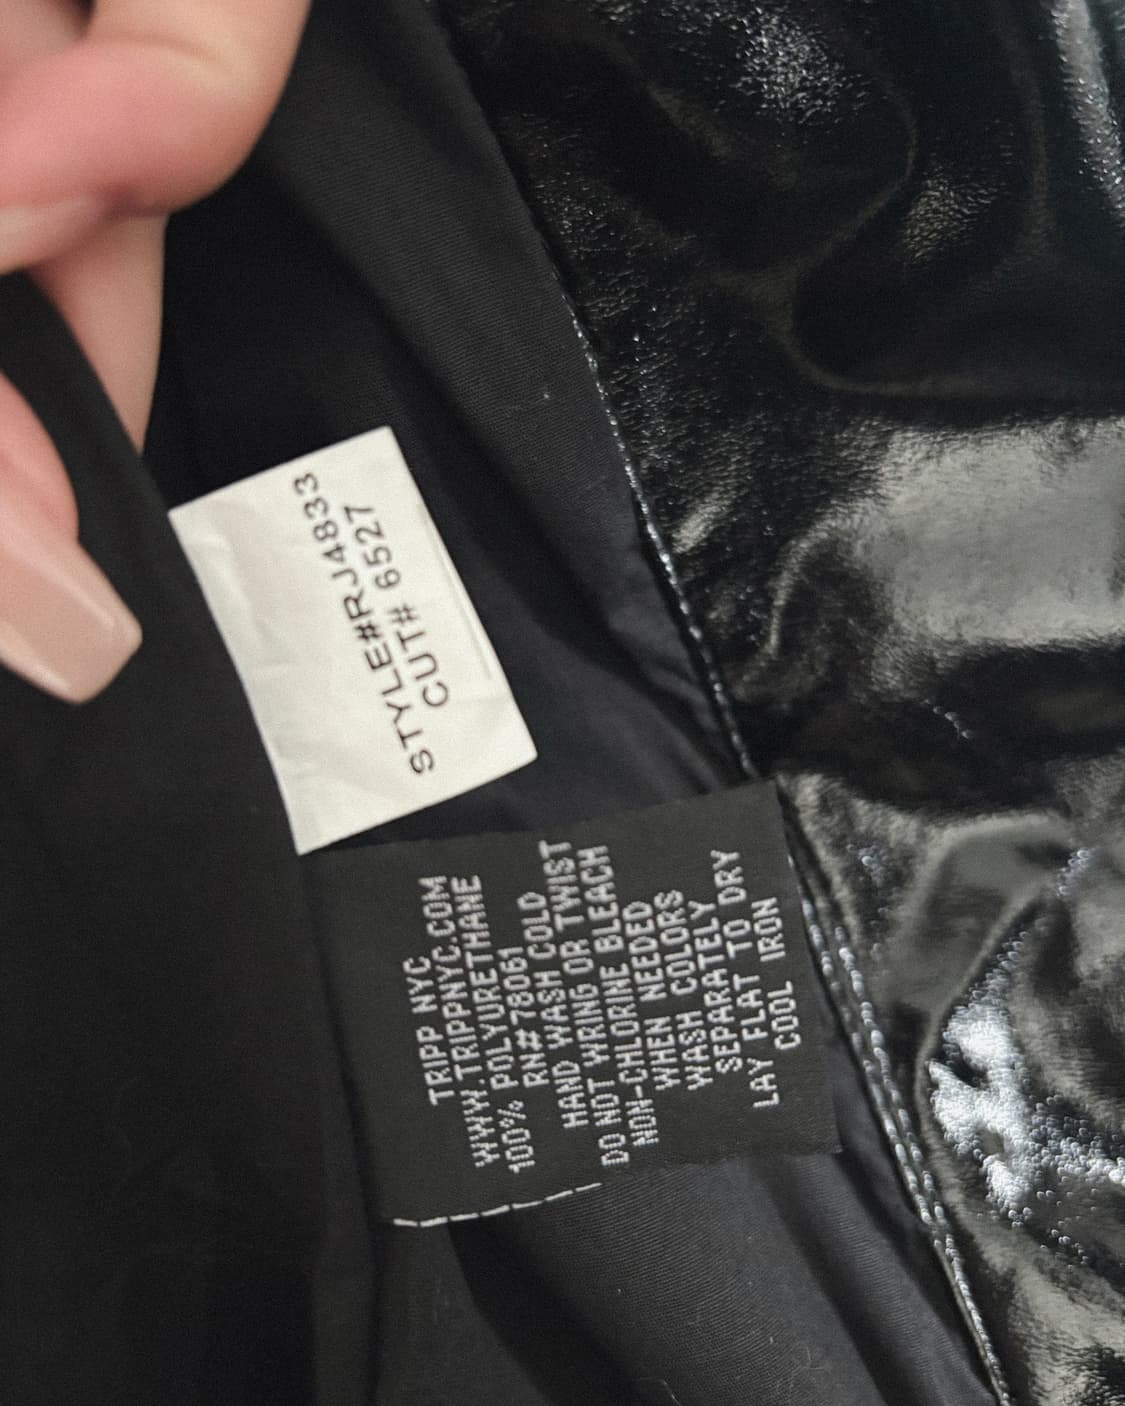 STYLE#RJ4833
CUT# 6527
TRIPP NYC
WWW.TRIPPNYC.COM
100% POLYURETHANE
RN# 78061
HAND WASH COLD
DO NOT WRING OR TWIST
NON-CHLORINE BLEACH
WHEN NEEDED
WASH COLORS
SEPARATELY
LAY FLAT TO DRY
COOL IRON